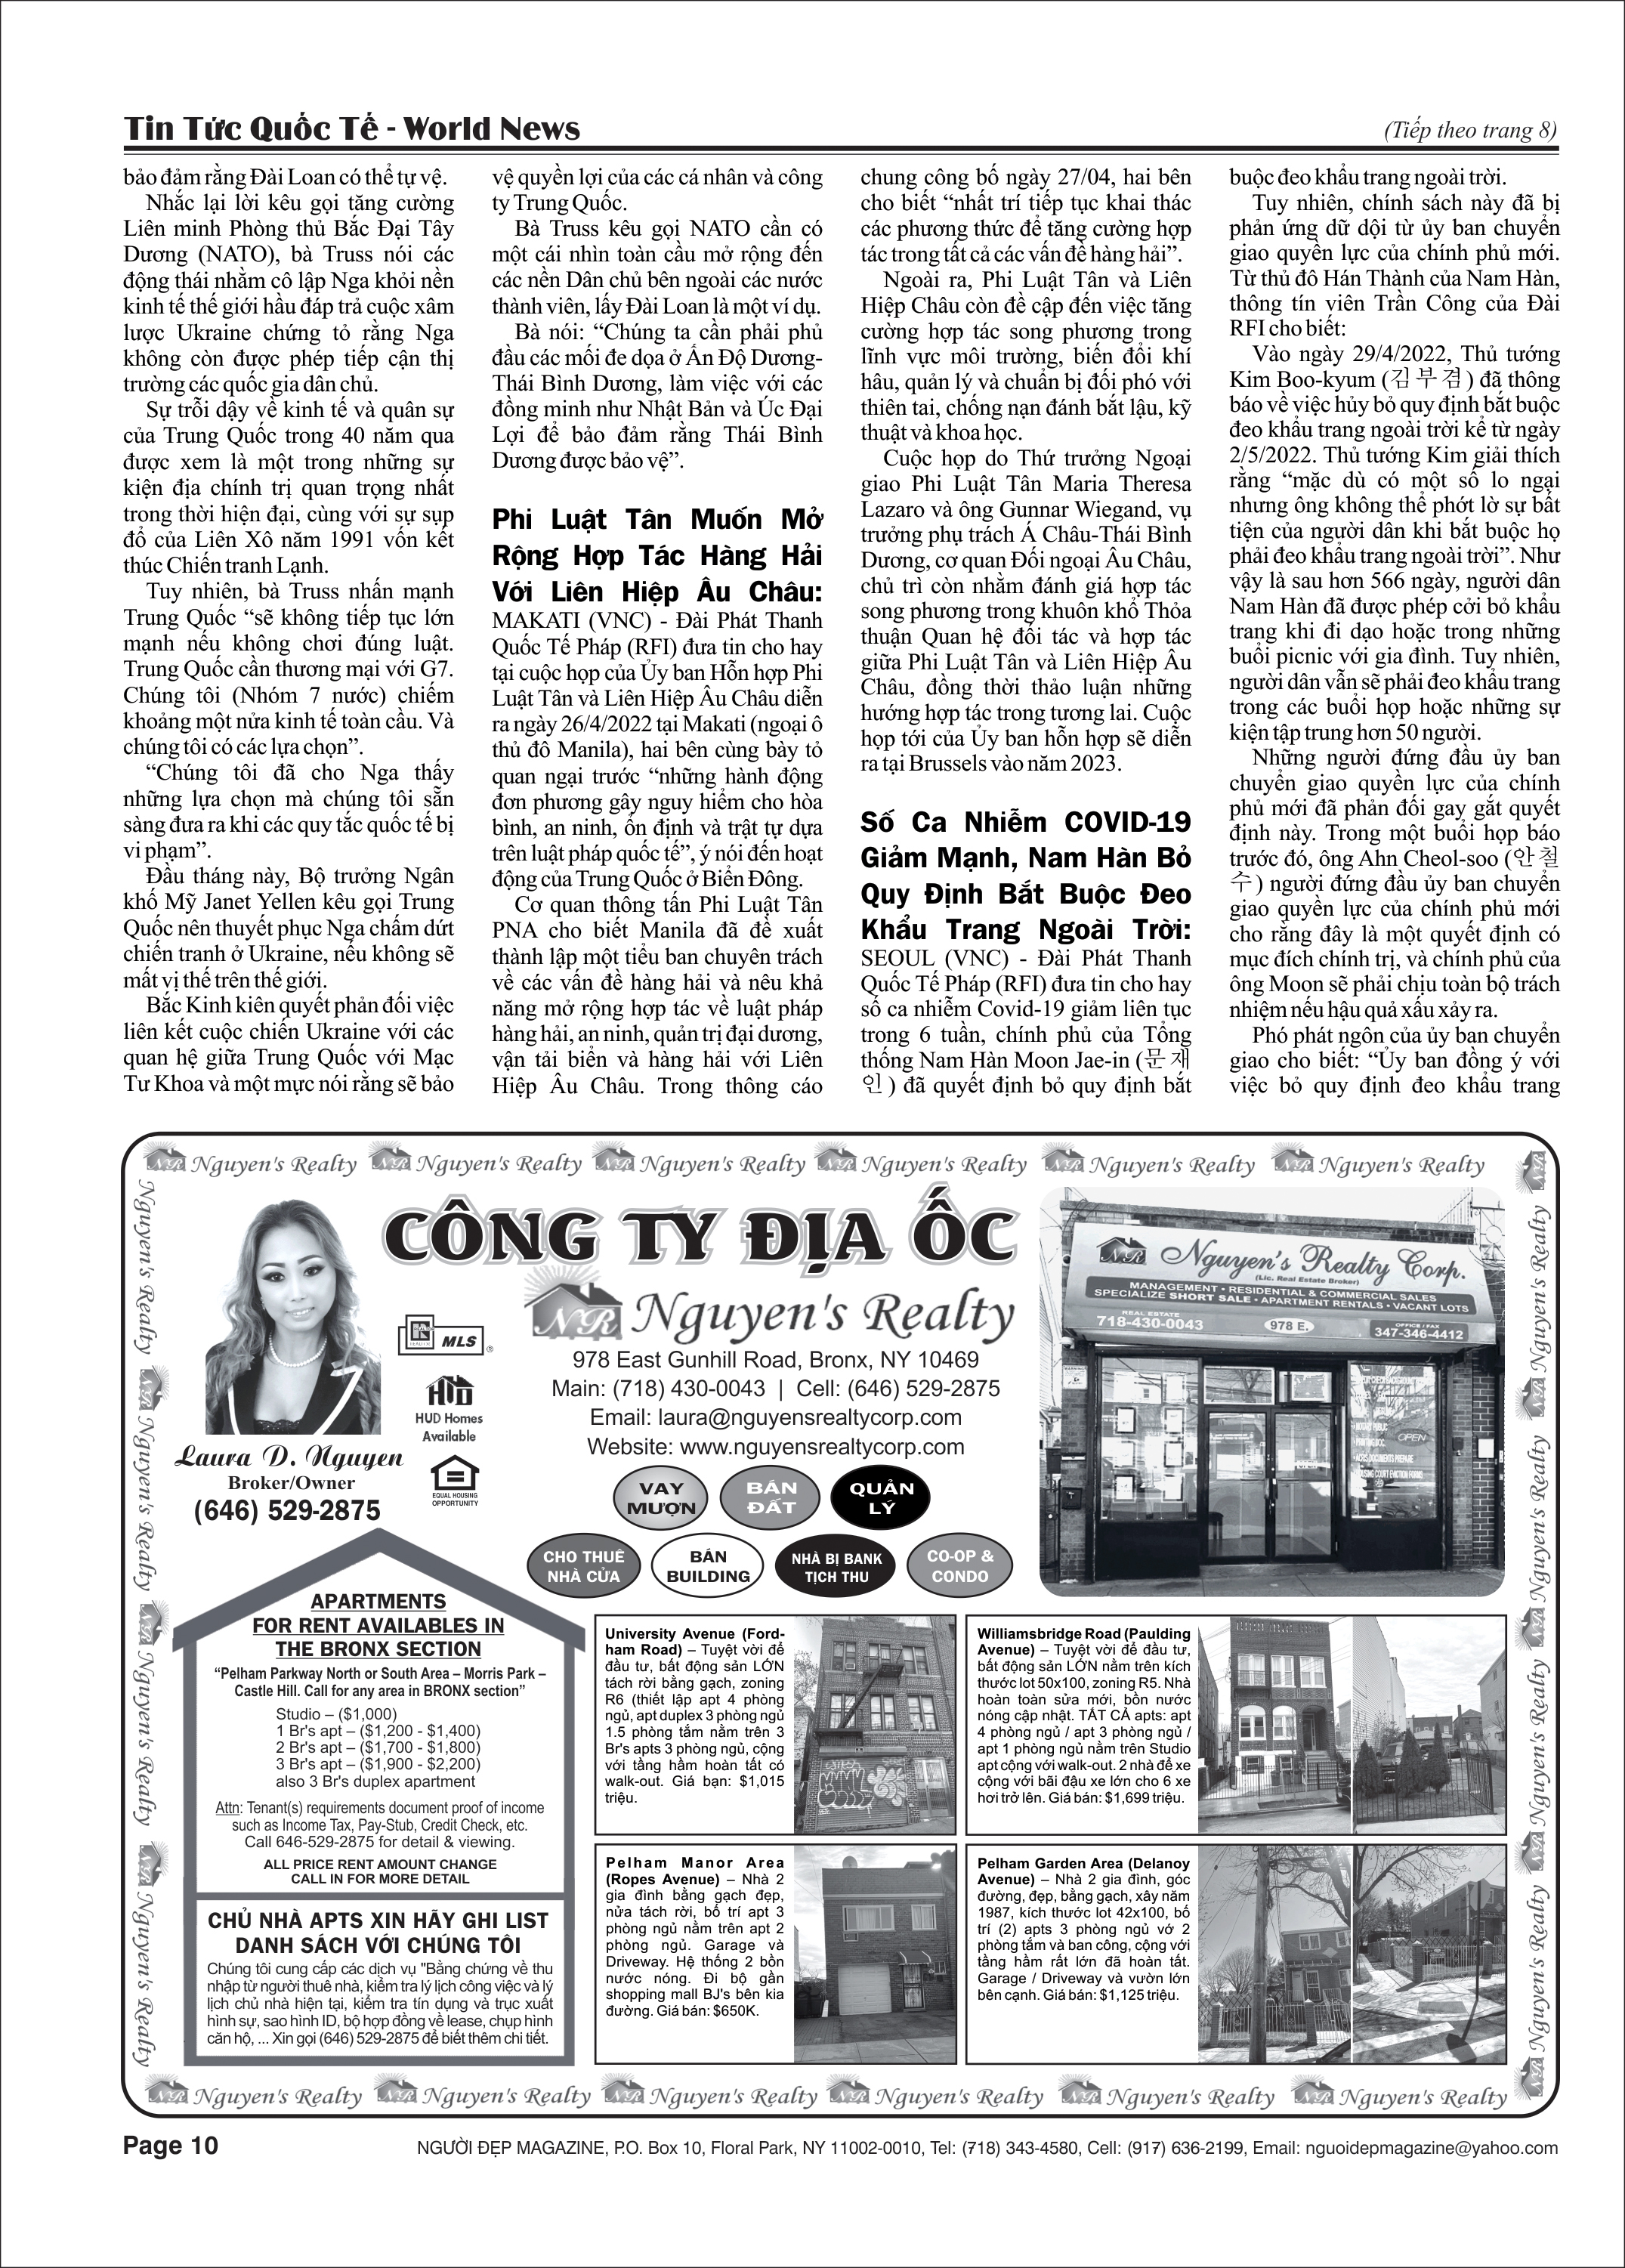 Tin Tức Quốc Tế - World News
(Tiếp theo trang 8)
bảo đảm rằng Đài Loan có thể tự vệ.
Nhắc lại lời kêu gọi tăng cường
Liên minh Phòng thủ Bắc Đại Tây
Dương (NATO), bà Truss nói các
động thái nhằm cô lập Nga khỏi nền
kinh tế thế giới hầu đáp trả cuộc xâm
lược Ukraine chứng tỏ rằng Nga
không còn được phép tiếp cận thị
trường các quốc gia dân chủ.
Sự trỗi dậy về kinh tế và quân sự
của Trung Quốc trong 40 năm qua
được xem là một trong những sự
kiện địa chính trị quan trọng nhất
trong thời hiện đại, cùng với sự sụp
đổ của Liên Xô năm 1991 vốn kết
thúc Chiến tranh Lạnh.
Tuy nhiên, bà Truss nhấn mạnh
Trung Quốc “sẽ không tiếp tục lớn
mạnh nếu không chơi đúng luật.
Trung Quốc cần thương mại với G7.
Chúng tôi (Nhóm 7 nước) chiếm
khoảng một nửa kinh tế toàn cầu. Và
chúng tôi có các lựa chọn”.
“Chúng tôi đã cho Nga thấy
những lựa chọn mà chúng tôi sẵn
sàng đưa ra khi các quy tắc quốc tế bị
vi phạm”.
Đầu tháng này, Bộ trưởng Ngân
khố Mỹ Janet Yellen kêu gọi Trung
Quốc nên thuyết phục Nga chấm dứt
chiến tranh ở Ukraine, nếu không sẽ
mất vị thế trên thế giới.
Bắc Kinh kiên quyết phản đối việc
liên kết cuộc chiến Ukraine với các
quan hệ giữa Trung Quốc với Mạc
Tư Khoa và một mực nói rằng sẽ bảo
vệ quyền lợi của các cá nhân và công
ty Trung Quốc.
Bà Truss kêu gọi NATO cần có
một cái nhìn toàn cầu mở rộng đến
các nền Dân chủ bên ngoài các nước
thành viên, lấy Đài Loan là một ví dụ.
Bà nói: “Chúng ta cần phải phủ
đầu các mối đe dọa ở Ấn Độ Dương-
Thái Bình Dương, làm việc với các
đồng minh như Nhật Bản và Úc Đại
Lợi để bảo đảm rằng Thái Bình
Dương được bảo vệ”.
Phi Luật Tân Muốn Mở
Rộng Hợp Tác Hàng Hải
Với Liên Hiệp Âu Châu:
MAKATI (VNC) - Đài Phát Thanh
Quốc Tế Pháp (RFI) đưa tin cho hay
tại cuộc họp của Ủy ban Hỗn hợp Phi
Luật Tân và Liên Hiệp Âu Châu diễn
ra ngày 26/4/2022 tại Makati (ngoại ô
thủ đô Manila), hai bên cùng bày tỏ
quan ngại trước “những hành động
đơn phương gây nguy hiểm cho hòa
bình, an ninh, ổn định và trật tự dựa
trên luật pháp quốc tế”, ý nói đến hoạt
động của Trung Quốc ở Biển Đông.
Cơ quan thông tấn Phi Luật Tân
PNA cho biết Manila đã đề xuất
thành lập một tiểu ban chuyên trách
về các vấn đề hàng hải và nêu khả
năng mở rộng hợp tác về luật pháp
hàng hải, an ninh, quản trị đại dương,
vận tải biển và hàng hải với Liên
Hiệp Âu Châu. Trong thông cáo
chung công bố ngày 27/04, hai bên
cho biết “nhất trí tiếp tục khai thác
các phương thức để tăng cường hợp
tác trong tất cả các vấn đề hàng hải”.
Ngoài ra, Phi Luật Tân và Liên
Hiệp Châu còn đề cập đến việc tăng
cường hợp tác song phương trong
lĩnh vực môi trường, biến đổi khí
hâu, quản lý và chuẩn bị đối phó với
thiên tai, chống nạn đánh bắt lậu, kỹ
thuật và khoa học.
Cuộc họp do Thứ trưởng Ngoại
giao Phi Luật Tân Maria Theresa
Lazaro và ông Gunnar Wiegand, vụ
trưởng phụ trách Á Châu-Thái Bình
Dương, cơ quan Đối ngoại Âu Châu,
chủ trì còn nhằm đánh giá hợp tác
song phương trong khuôn khổ Thỏa
thuận Quan hệ đối tác và hợp tác
giữa Phi Luật Tân và Liên Hiệp Âu
Châu, đồng thời thảo luận những
hướng hợp tác trong tương lai. Cuộc
họp tới của Ủy ban hỗn hợp sẽ diễn
ra tại Brussels vào năm 2023.
Số Ca Nhiễm COVID-19
Giảm Mạnh, Nam Hàn Bỏ
Quy Định Bắt Buộc Đeo
Khẩu Trang Ngoài Trời:
SEOUL (VNC) - Đài Phát Thanh
Quốc Tế Pháp (RFI) đưa tin cho hay
số ca nhiễm Covid-19 giảm liên tục
trong 6 tuần, chính phủ của Tổng
thống Nam Hàn Moon Jae-in (문재
인) đã quyết định bỏ quy định bắt
buộc đeo khẩu trang ngoài trời.
Tuy nhiên, chính sách này đã bị
phản ứng dữ dội từ ủy ban chuyển
giao quyền lực của chính phủ mới.
Từ thủ đô Hán Thành của Nam Hàn,
thông tín viên Trần Công của Đài
RFI cho biết:
Vào ngày 29/4/2022, Thủ tướng
Kim Boo-kyum (김부겸) đã thông
báo về việc hủy bỏ quy định bắt buộc
đeo khẩu trang ngoài trời kể từ ngày
2/5/2022. Thủ tướng Kim giải thích
rằng “mặc dù có một số lo ngại
nhưng ông không thể phớt lờ sự bất
tiện của người dân khi bắt buộc họ
phải đeo khẩu trang ngoài trời”. Như
vậy là sau hơn 566 ngày, người dân
Nam Hàn đã được phép cởi bỏ khẩu
trang khi đi dạo hoặc trong những
buổi picnic với gia đình. Tuy nhiên,
người dân vẫn sẽ phải đeo khẩu trang
trong các buổi họp hoặc những sự
kiện tập trung hơn 50 người.
Những người đứng đầu ủy ban
chuyển giao quyền lực của chính
phủ mới đã phản đối gay gắt quyết
định này. Trong một buổi họp báo
trước đó, ông Ahn Cheol-soo (안철
수) người đứng đầu ủy ban chuyển
giao quyền lực của chính phủ mới
cho rằng đây là một quyết định có
mục đích chính trị, và chính phủ của
ông Moon sẽ phải chịu toàn bộ trách
nhiệm nếu hậu quả xấu xảy ra.
Phó phát ngôn của ủy ban chuyển
giao cho biết: “Ủy ban đồng ý với
việc bỏ quy định đeo khẩu trang
NR Nguyen's Realty NR Nguyen's Realty NR Nguyen's Realty NR Nguyen's Realty NR Nguyen's Realty NR Nguyen's Realty NR
Nguyen's Realty NR Nguyen's Realty NR Nguyen's Realty NR Nguyen's Realty
CÔNG TY ĐỊA ỐC
NR Nguyen's Realty
978 East Gunhill Road, Bronx, NY 10469
Main: (718) 430-0043 | Cell: (646) 529-2875
Email: laura@nguyensrealtycorp.com
Website: www.nguyensrealtycorp.com
MLS
HUD Homes
Available
EQUAL HOUSING
OPPORTUNITY
Laura D. Nguyen
Broker/Owner
(646) 529-2875
VAY
MƯỢN
BÁN
ĐẤT
QUẢN
LÝ
CHO THUÊ
NHÀ CỬA
BÁN
BUILDING
NHÀ BỊ BANK
TỊCH THU
CO-OP &
CONDO
NR Nguyen's Realty Corp.
(Lic. Real Estate Broker)
MANAGEMENT • RESIDENTIAL & COMMERCIAL SALES
SPECIALIZE SHORT SALE • APARTMENT RENTALS • VACANT LOTS
REAL ESTATE
718-430-0043
978 E.
OFFICE / FAX
347-346-4412
OPEN
APARTMENTS
FOR RENT AVAILABLES IN
THE BRONX SECTION
“Pelham Parkway North or South Area – Morris Park –
Castle Hill. Call for any area in BRONX section”
Studio – ($1,000)
1 Br's apt – ($1,200 - $1,400)
2 Br's apt – ($1,700 - $1,800)
3 Br's apt – ($1,900 - $2,200)
also 3 Br's duplex apartment
Attn: Tenant(s) requirements document proof of income
such as Income Tax, Pay-Stub, Credit Check, etc.
Call 646-529-2875 for detail & viewing.
ALL PRICE RENT AMOUNT CHANGE
CALL IN FOR MORE DETAIL
CHỦ NHÀ APTS XIN HÃY GHI LIST
DANH SÁCH VỚI CHÚNG TÔI
Chúng tôi cung cấp các dịch vụ "Bằng chứng về thu
nhập từ người thuê nhà, kiểm tra lý lịch công việc và lý
lịch chủ nhà hiện tại, kiểm tra tín dụng và trục xuất
hình sự, sao hình ID, bộ hợp đồng về lease, chụp hình
căn hộ, ... Xin gọi (646) 529-2875 để biết thêm chi tiết.
University Avenue (Ford-
ham Road) – Tuyệt vời để
đầu tư, bất động sản LỚN
tách rời bằng gạch, zoning
R6 (thiết lập apt 4 phòng
ngủ, apt duplex 3 phòng ngủ
1.5 phòng tắm nằm trên 3
Br's apts 3 phòng ngủ, cộng
với tầng hầm hoàn tất có
walk-out. Giá bạn: $1,015
triệu.
Williamsbridge Road (Paulding
Avenue) – Tuyệt vời để đầu tư,
bất động sản LỚN nằm trên kích
thước lot 50x100, zoning R5. Nhà
hoàn toàn sửa mới, bồn nước
nóng cập nhật. TẤT CẢ apts: apt
4 phòng ngủ / apt 3 phòng ngủ /
apt 1 phòng ngủ nằm trên Studio
apt cộng với walk-out. 2 nhà để xe
cộng với bãi đậu xe lớn cho 6 xe
hơi trở lên. Giá bán: $1,699 triệu.
Pelham Manor Area
(Ropes Avenue) – Nhà 2
gia đình bằng gạch đẹp,
nửa tách rời, bố trí apt 3
phòng ngủ nằm trên apt 2
phòng ngủ. Garage và
Driveway. Hệ thống 2 bồn
nước nóng. Đi bộ gần
shopping mall BJ's bên kia
đường. Giá bán: $650K.
Pelham Garden Area (Delanoy
Avenue) – Nhà 2 gia đình, góc
đường, đẹp, bằng gạch, xây năm
1987, kích thước lot 42x100, bố
trí (2) apts 3 phòng ngủ vớ 2
phòng tắm và ban công, cộng với
tầng hầm rất lớn đã hoàn tất.
Garage / Driveway và vườn lớn
bên cạnh. Giá bán: $1,125 triệu.
Nguyen's Realty NR Nguyen's Realty NR Nguyen's Realty NR Nguyen's Realty NR
NR Nguyen's Realty NR Nguyen's Realty NR Nguyen's Realty NR Nguyen's Realty NR Nguyen's Realty NR Nguyen's Realty
Page 10
NGƯỜI ĐẸP MAGAZINE, P.O. Box 10, Floral Park, NY 11002-0010, Tel: (718) 343-4580, Cell: (917) 636-2199, Email: nguoidepmagazine@yahoo.com